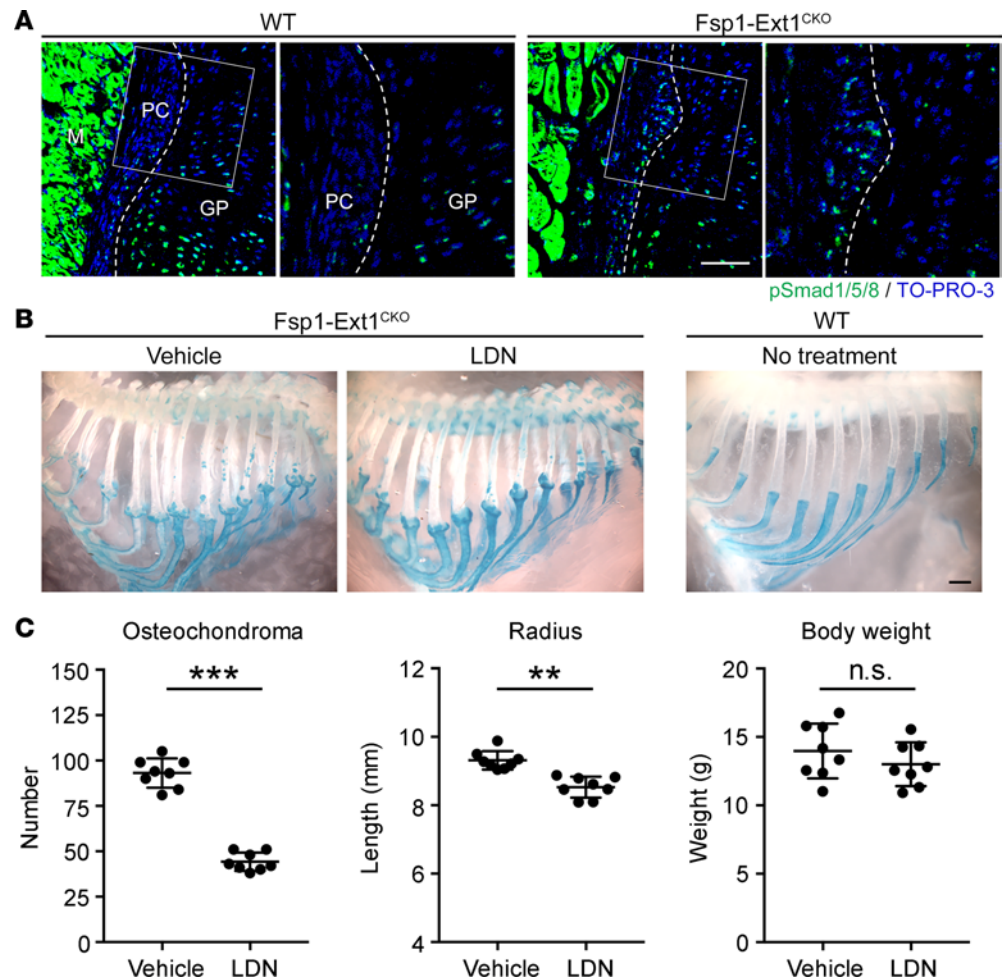 A
WT
Fsp1-Ext1CKO
M
PC
GP
PC
GP
pSmad1/5/8 / TO-PRO-3
B
Fsp1-Ext1CKO
WT
Vehicle
LDN
No treatment
C
Osteochondroma
Radius
Body weight
150
125
100
75
50
25
0
Number
***
Vehicle
LDN
12
10
8
6
4
Length (mm)
**
Vehicle
LDN
20
15
10
5
0
Weight (g)
n.s.
Vehicle
LDN